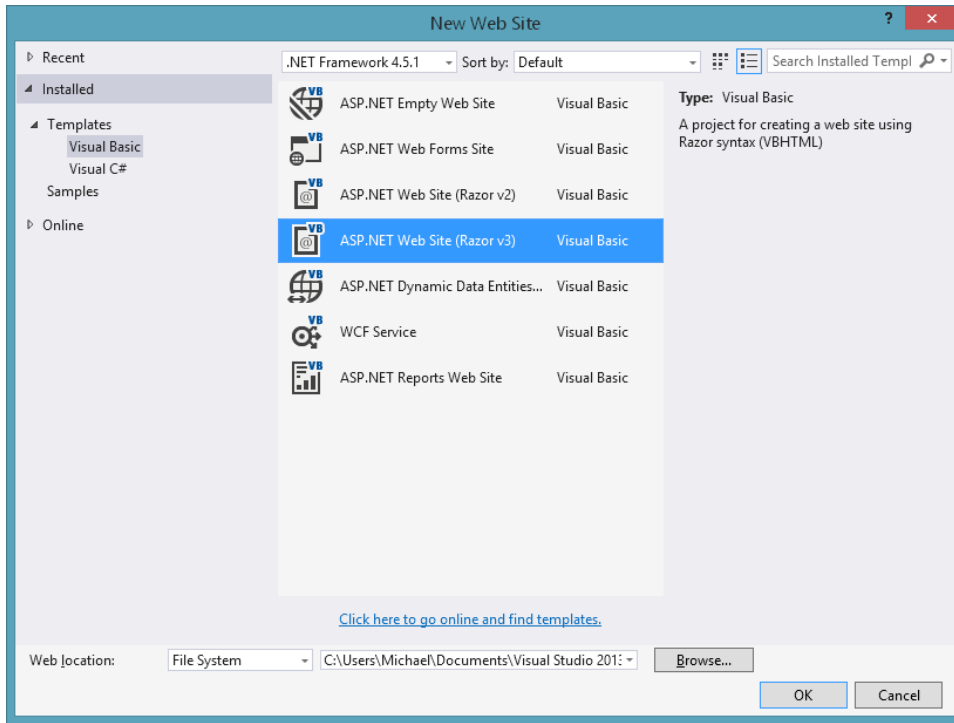 New Web Site
?
Recent
Installed
Templates
Visual Basic
Visual C#
Samples
Online
.NET Framework 4.5.1
Sort by: Default
Search Installed Templ
VB
ASP.NET Empty Web Site Visual Basic
VB
ASP.NET Web Forms Site Visual Basic
VB
@
ASP.NET Web Site (Razor v2) Visual Basic
VB
@
ASP.NET Web Site (Razor v3) Visual Basic
VB
ASP.NET Dynamic Data Entities... Visual Basic
VB
WCF Service Visual Basic
VB
ASP.NET Reports Web Site Visual Basic
Type: Visual Basic
A project for creating a web site using
Razor syntax (VBHTML)
Click here to go online and find templates.
Web location: File System C:\Users\Michael\Documents\Visual Studio 201 Browse...
OK Cancel